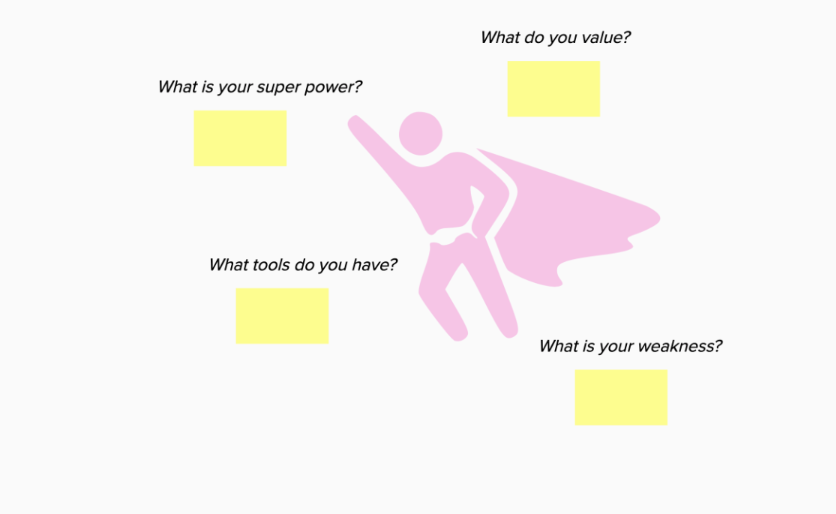 What do you value?
What is your super power?
What tools do you have?
What is your weakness?